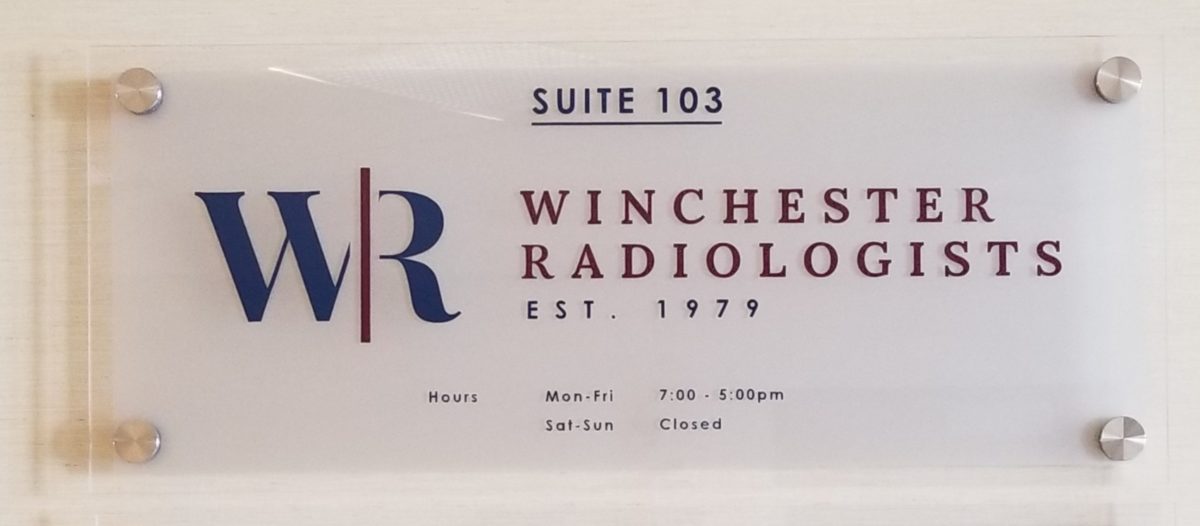 SUITE 103
WR
WINCHESTER
RADIOLOGISTS
EST. 1979
Hours Mon-Fri 7:00 - 5:00pm
Sat-Sun Closed